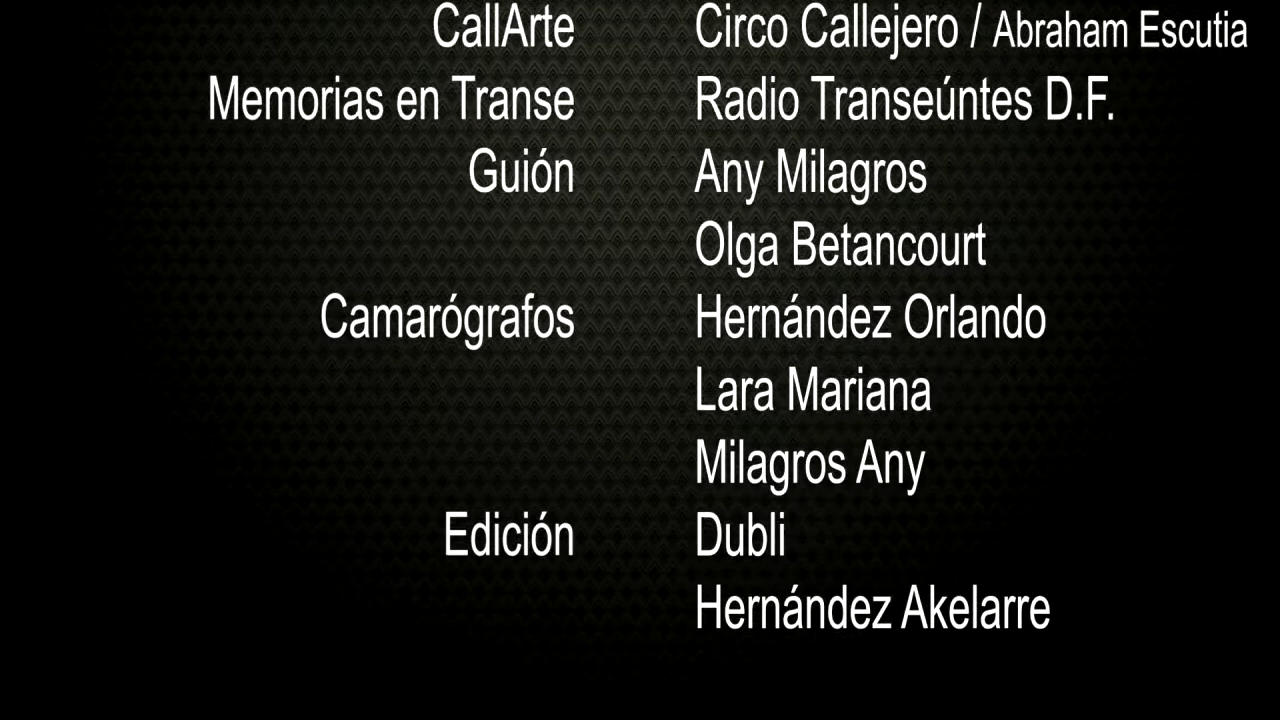 CallArte Circo Callejero / Abraham Escutia
Memorias en Transe Radio Transeúntes D.F.
Guión Any Milagros
Olga Betancourt
Camarógrafos Hernández Orlando
Lara Mariana
Milagros Any
Edición Dubli
Hernández Akelarre